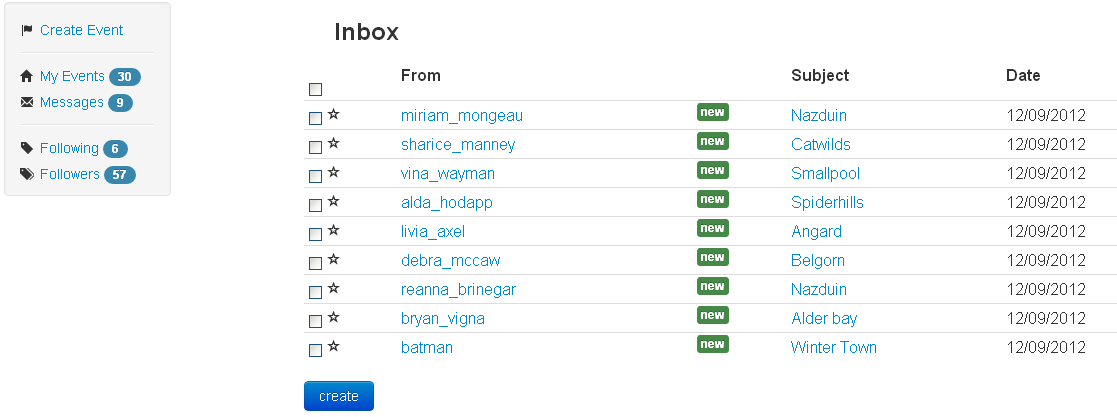 Create Event
My Events 30
Messages 9
Following 6
Followers 57
Inbox
From Subject Date
miriam_mongeau new Nazduin 12/09/2012
sharice_manney new Catwilds 12/09/2012
vina_wayman new Smallpool 12/09/2012
alda_hodapp new Spiderhills 12/09/2012
livia_axel new Angard 12/09/2012
debra_mccaw new Belgorn 12/09/2012
reanna_brinegar new Nazduin 12/09/2012
bryan_vigna new Alder bay 12/09/2012
batman new Winter Town 12/09/2012
create